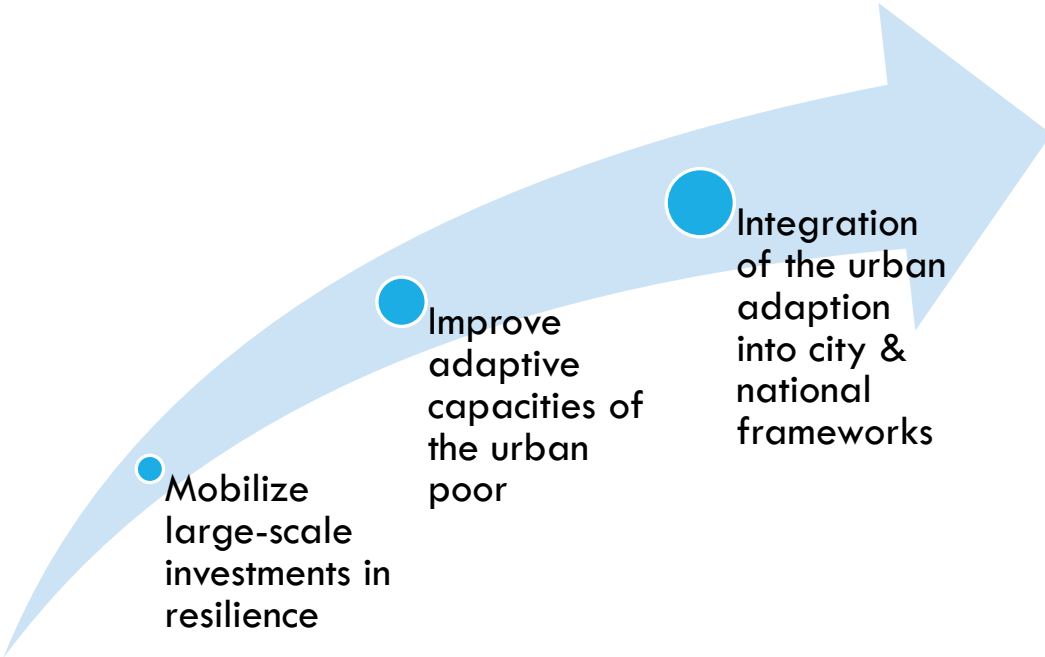 Mobilize
large-scale
investments in
resilience
Improve
adaptive
capacities of
the urban
poor
Integration
of the urban
adaption
into city &
national
frameworks